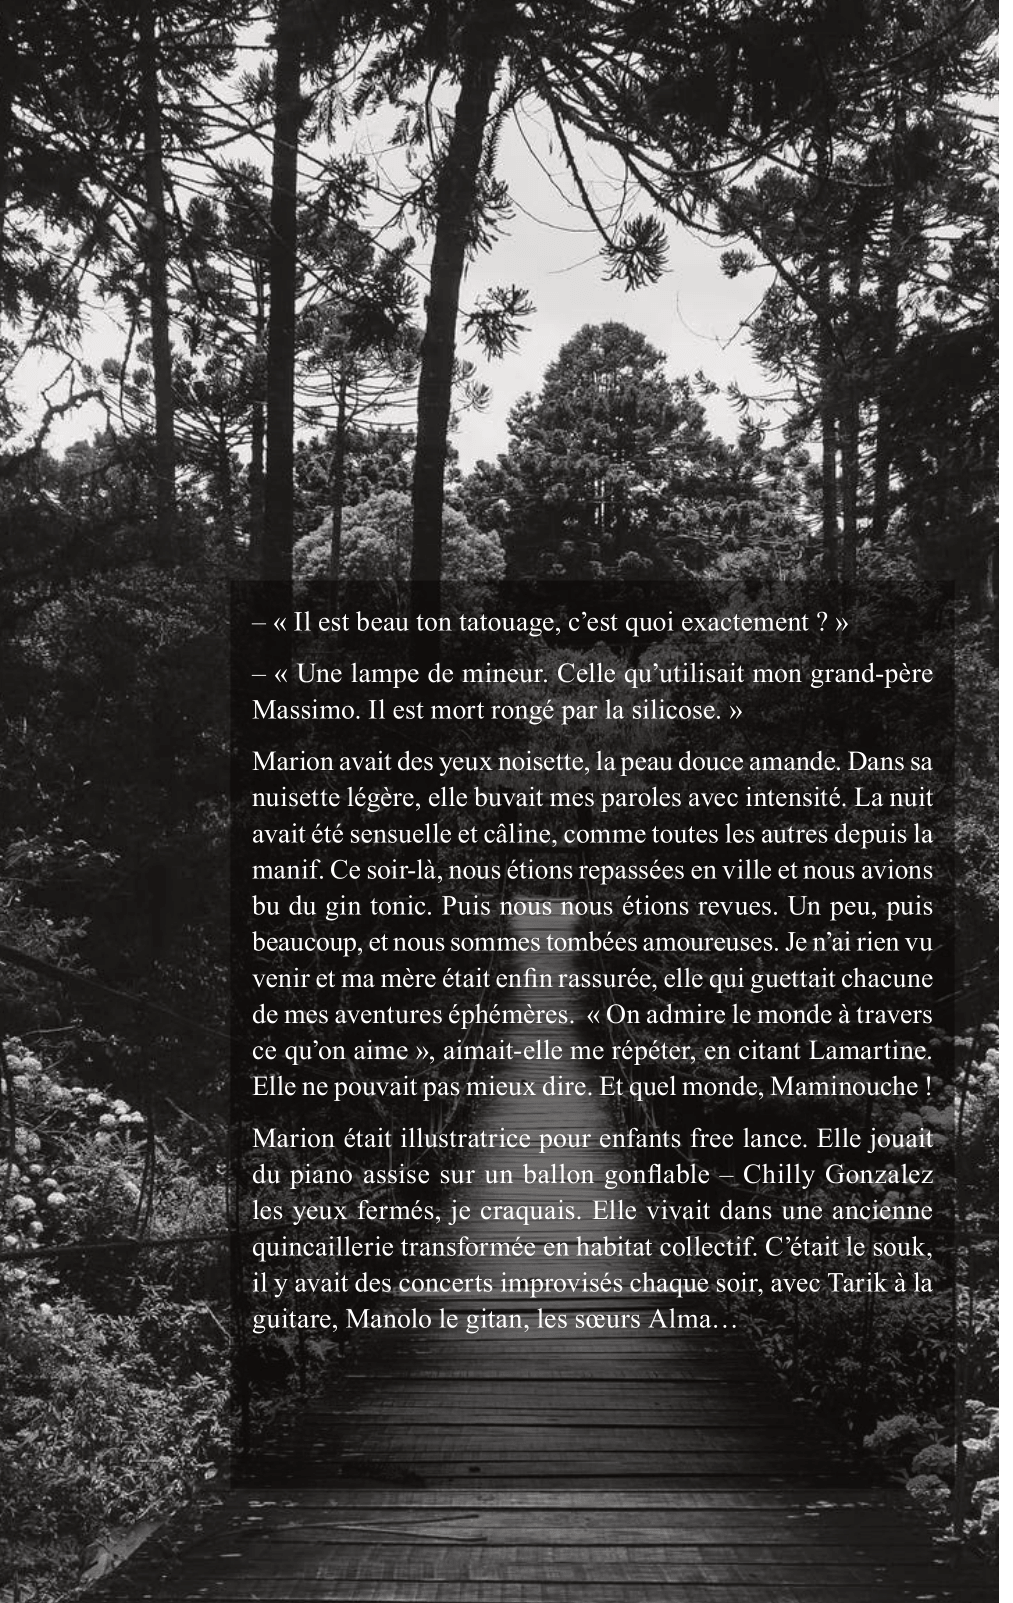 – « Il est beau ton tatouage, c’est quoi exactement ? »
– « Une lampe de mineur. Celle qu’utilisait mon grand-père
Massimo. Il est mort rongé par la silicose. »
Marion avait des yeux noisette, la peau douce amande. Dans sa
nuisette légère, elle buvait mes paroles avec intensité. La nuit
avait été sensuelle et câline, comme toutes les autres depuis la
manif. Ce soir-là, nous étions repassées en ville et nous avions
bu du gin tonic. Puis nous nous étions revues. Un peu, puis
beaucoup, et nous sommes tombées amoureuses. Je n’ai rien vu
venir et ma mère était enfin rassurée, elle qui guettait chacune
de mes aventures éphémères.  « On admire le monde à travers
ce qu’on aime », aimait-elle me répéter, en citant Lamartine.
Elle ne pouvait pas mieux dire. Et quel monde, Maminouche !
Marion était illustratrice pour enfants free lance. Elle jouait
du piano assise sur un ballon gonflable – Chilly Gonzalez
les yeux fermés, je craquais. Elle vivait dans une ancienne
quincaillerie transformée en habitat collectif. C’était le souk,
il y avait des concerts improvisés chaque soir, avec Tarik à la
guitare, Manolo le gitan, les sœurs Alma…